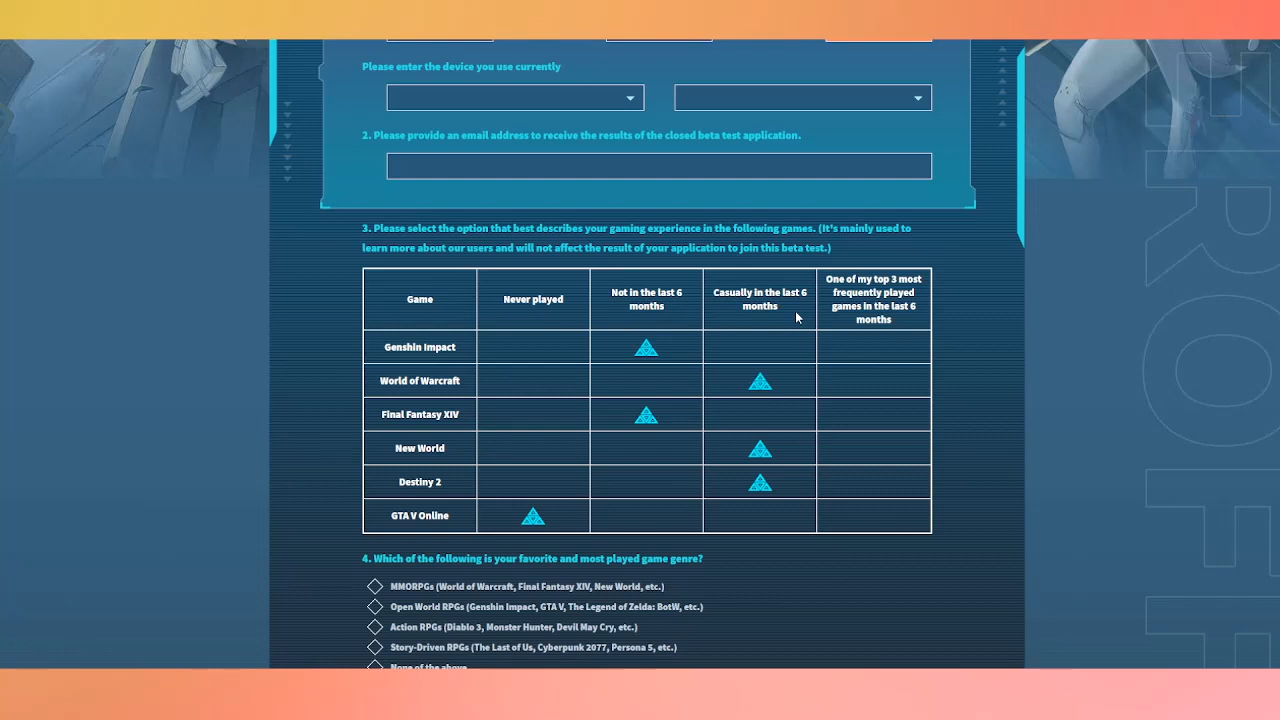 Please enter the device you use currently
2. Please provide an email address to receive the results of the closed beta test application.
3. Please select the option that best describes your gaming experience in the following games. (It's mainly used to
learn more about our users and will not affect the result of your application to join this beta test.)
Game
Never played
Not in the last 6
months
Casually in the last 6
months
One of my top 3 most
frequently played
games in the last 6
months
Genshin Impact
World of Warcraft
Final Fantasy XIV
New World
Destiny 2
GTA V Online
4. Which of the following is your favorite and most played game genre?
MMORPGs (World of Warcraft, Final Fantasy XIV, New World, etc.)
Open World RPGs (Genshin Impact, GTA V, The Legend of Zelda: BotW, etc.)
Action RPGs (Diablo 3, Monster Hunter, Devil May Cry, etc.)
Story-Driven RPGs (The Last of Us, Cyberpunk 2077, Persona 5, etc.)
None of the above